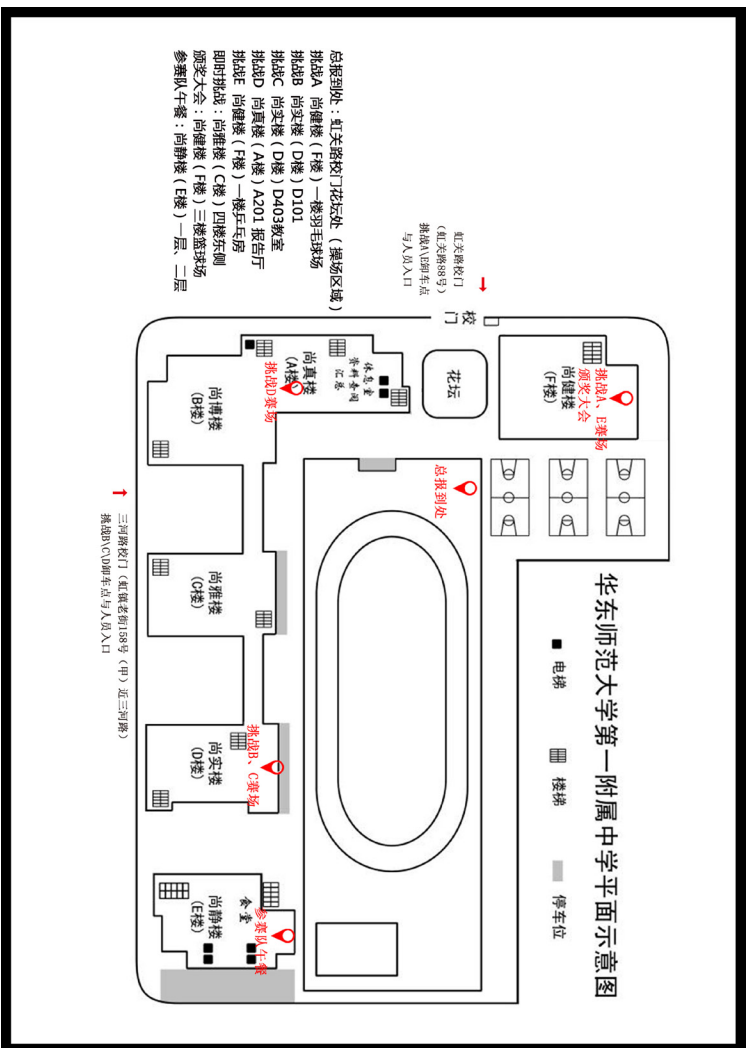 华东师范大学第一附属中学平面示意图
电梯
楼梯
停车位
总报到处：虹关路校门花坛处（操场区域）
挑战A 尚健楼（F楼）一楼羽毛球场
挑战B 尚实楼（D楼）D101
挑战C 尚实楼（D楼）D403教室
挑战D 尚真楼（A楼）A201 报告厅
挑战E 尚健楼（F楼）一楼乒乓房
即时挑战：尚雅楼（C楼）四楼东侧
颁奖大会：尚健楼（F楼）三楼篮球场
参赛队午餐：尚静楼（E楼）一层、二层
虹关路校门
（虹关路88号）
挑战A\E卸车点
与人员入口
校门
花坛
挑战A、E赛场
颁奖大会
尚健楼
（F楼）
总报到处
休息室
资料查阅
汇总
尚真楼
（A楼）
挑战D赛场
尚博楼
（B楼）
尚雅楼
（C楼）
挑战B、C赛场
尚实楼
（D楼）
食堂
参赛队午餐
尚静楼
（E楼）
三河路校门（虹镇老街158号（甲）近三河路）
挑战B\C\D卸车点与人员入口